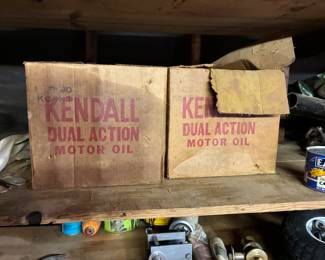 KENDALL
DUAL ACTION
MOTOR OIL
KEN
DUAL ACTION
MOTOR OIL